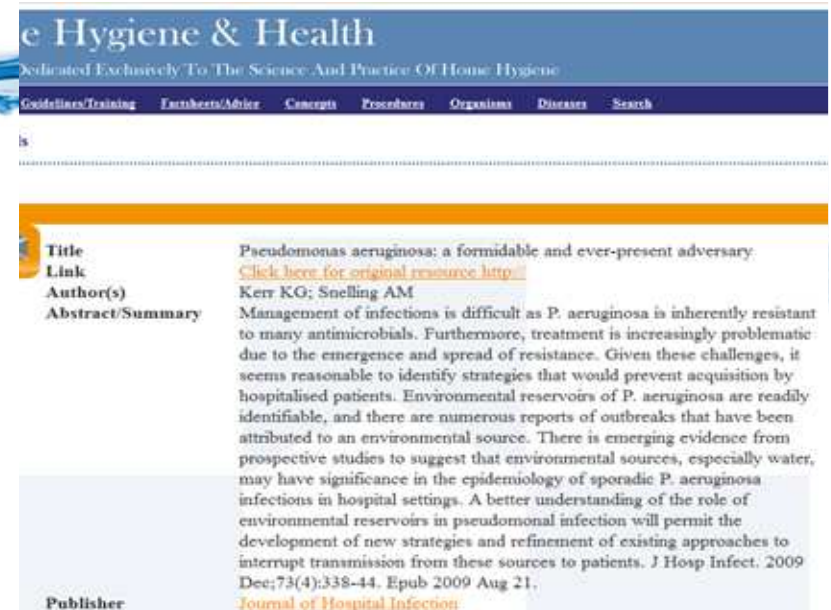 e Hygiene & Health
Dedicated Exclusively To The Science And Practice Of Home Hygiene
Guidelines/Training Factsheets/Advice Concepts Procedures Organisms Diseases Search
ls
Title Pseudomonas aeruginosa: a formidable and ever-present adversary
Link Click here for original resource http://
Author(s) Kerr KG; Snelling AM
Abstract/Summary Management of infections is difficult as P. aeruginosa is inherently resistant
to many antimicrobials. Furthermore, treatment is increasingly problematic
due to the emergence and spread of resistance. Given these challenges, it
seems reasonable to identify strategies that would prevent acquisition by
hospitalised patients. Environmental reservoirs of P. aeruginosa are readily
identifiable, and there are numerous reports of outbreaks that have been
attributed to an environmental source. There is emerging evidence from
prospective studies to suggest that environmental sources, especially water,
may have significance in the epidemiology of sporadic P. aeruginosa
infections in hospital settings. A better understanding of the role of
environmental reservoirs in pseudomonal infection will permit the
development of new strategies and refinement of existing approaches to
interrupt transmission from these sources to patients. J Hosp Infect. 2009
Dec;73(4):338-44. Epub 2009 Aug 21.
Publisher Journal of Hospital Infection